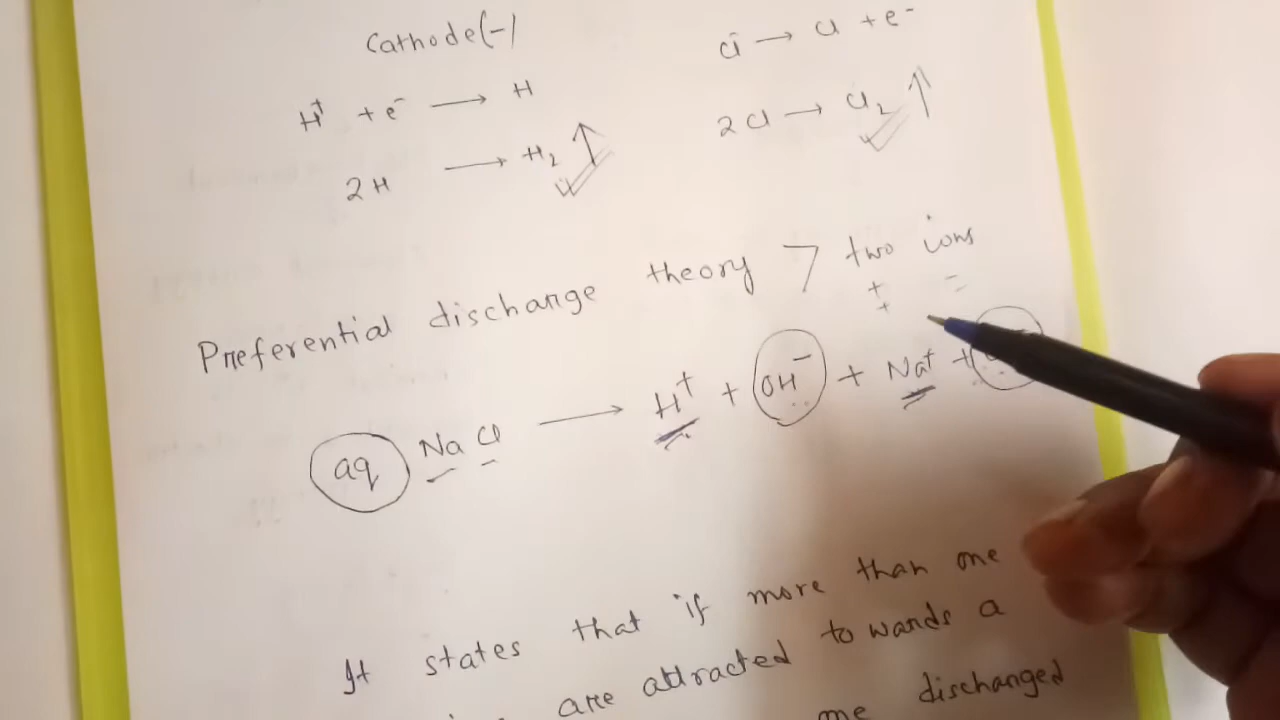 Cathode(-)
Cl⁻ → Cl + e⁻
H⁺ + e⁻ → H
2Cl → Cl₂ ↑
2H → H₂ ↑
Preferential discharge theory > two ions
+ =
+
aq NaCl → H⁺ + OH⁻ + Na⁺ +
It states that if more than one
are attracted towards a
me discharged